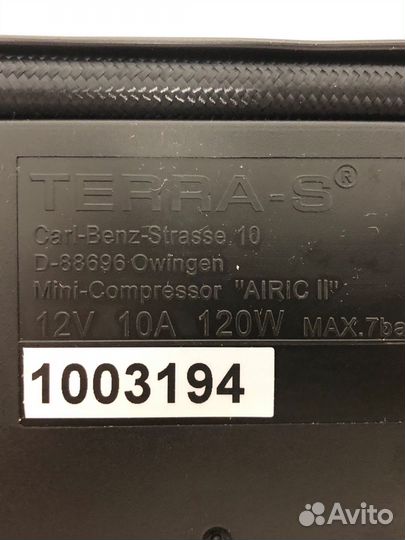 TERRA-S®
Carl-Benz-Strasse 10
D-88696 Owingen
Mini-Compressor "AIRIC II"
12V 10A 120W MAX.7ba
1003194
Avito